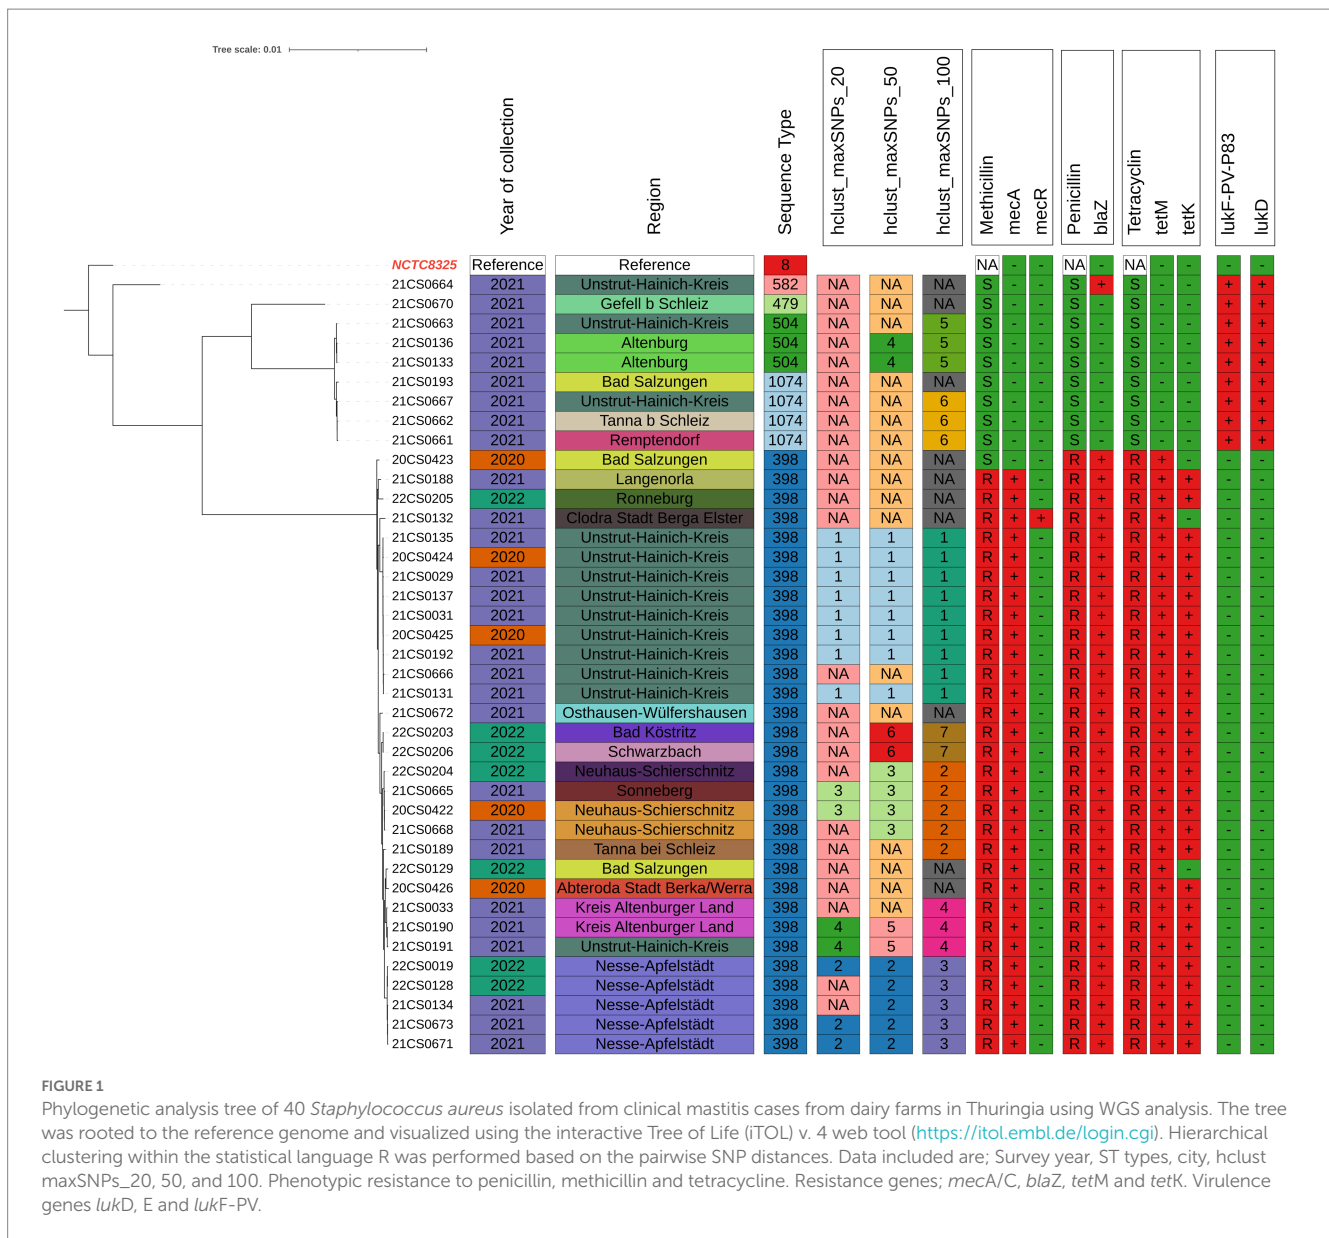 Tree scale: 0.01
Year of collection
Region
Sequence Type
hclust_maxSNPs_20
hclust_maxSNPs_50
hclust_maxSNPs_100
Methicillin
mecA
mecR
Penicillin
blaZ
Tetracyclin
tetM
tetK
lukF-PV-P83
lukD
NCTC8325 Reference Reference 8 NA - - NA - NA - - - -
21CS0664 2021 Unstrut-Hainich-Kreis 582 NA NA NA S - - S + S - - + +
21CS0670 2021 Gefell b Schleiz 479 NA NA NA S - - S - S - - + +
21CS0663 2021 Unstrut-Hainich-Kreis 504 NA NA 5 S - - S - S - - + +
21CS0136 2021 Altenburg 504 NA 4 5 S - - S - S - - + +
21CS0133 2021 Altenburg 504 NA 4 5 S - - S - S - - + +
21CS0193 2021 Bad Salzungen 1074 NA NA NA S - - S - S - - + +
21CS0667 2021 Unstrut-Hainich-Kreis 1074 NA NA 6 S - - S - S - - + +
21CS0662 2021 Tanna b Schleiz 1074 NA NA 6 S - - S - S - - + +
21CS0661 2021 Remptendorf 1074 NA NA 6 S - - S - S - - + +
20CS0423 2020 Bad Salzungen 398 NA NA NA S - - R + R + - - -
21CS0188 2021 Langenorla 398 NA NA NA R + - R + R + + - -
22CS0205 2022 Ronneburg 398 NA NA NA R + - R + R + + - -
21CS0132 2021 Clodra Stadt Berga Elster 398 NA NA NA R + + R + R + - - -
21CS0135 2021 Unstrut-Hainich-Kreis 398 1 1 1 R + - R + R + + - -
20CS0424 2020 Unstrut-Hainich-Kreis 398 1 1 1 R + - R + R + + - -
21CS0029 2021 Unstrut-Hainich-Kreis 398 1 1 1 R + - R + R + + - -
21CS0137 2021 Unstrut-Hainich-Kreis 398 1 1 1 R + - R + R + + - -
21CS0031 2021 Unstrut-Hainich-Kreis 398 1 1 1 R + - R + R + + - -
20CS0425 2020 Unstrut-Hainich-Kreis 398 1 1 1 R + - R + R + + - -
21CS0192 2021 Unstrut-Hainich-Kreis 398 1 1 1 R + - R + R + + - -
21CS0666 2021 Unstrut-Hainich-Kreis 398 NA NA 1 R + - R + R + + - -
21CS0131 2021 Unstrut-Hainich-Kreis 398 1 1 1 R + - R + R + + - -
21CS0672 2021 Osthausen-Wülfershausen 398 NA NA NA R + - R + R + + - -
22CS0203 2022 Bad Köstritz 398 NA 6 7 R + - R + R + + - -
22CS0206 2022 Schwarzbach 398 NA 6 7 R + - R + R + + - -
22CS0204 2022 Neuhaus-Schierschnitz 398 NA 3 2 R + - R + R + + - -
21CS0665 2021 Sonneberg 398 3 3 2 R + - R + R + + - -
20CS0422 2020 Neuhaus-Schierschnitz 398 3 3 2 R + - R + R + + - -
21CS0668 2021 Neuhaus-Schierschnitz 398 NA 3 2 R + - R + R + + - -
21CS0189 2021 Tanna bei Schleiz 398 NA NA 2 R + - R + R + + - -
22CS0129 2022 Bad Salzungen 398 NA NA NA R + - R + R + - - -
20CS0426 2020 Abteroda Stadt Berka/Werra 398 NA NA NA R + - R + R + + - -
21CS0033 2021 Kreis Altenburger Land 398 NA NA 4 R + - R + R + + - -
21CS0190 2021 Kreis Altenburger Land 398 4 5 4 R + - R + R + + - -
21CS0191 2021 Unstrut-Hainich-Kreis 398 4 5 4 R + - R + R + + - -
22CS0019 2022 Nesse-Apfelstädt 398 2 2 3 R + - R + R + + - -
22CS0128 2022 Nesse-Apfelstädt 398 NA 2 3 R + - R + R + + - -
21CS0134 2021 Nesse-Apfelstädt 398 NA 2 3 R + - R + R + + - -
21CS0673 2021 Nesse-Apfelstädt 398 2 2 3 R + - R + R + + - -
21CS0671 2021 Nesse-Apfelstädt 398 2 2 3 R + - R + R + + - -
FIGURE 1
Phylogenetic analysis tree of 40 Staphylococcus aureus isolated from clinical mastitis cases from dairy farms in Thuringia using WGS analysis. The tree
was rooted to the reference genome and visualized using the interactive Tree of Life (iTOL) v. 4 web tool (https://itol.embl.de/login.cgi). Hierarchical
clustering within the statistical language R was performed based on the pairwise SNP distances. Data included are; Survey year, ST types, city, hclust
maxSNPs_20, 50, and 100. Phenotypic resistance to penicillin, methicillin and tetracycline. Resistance genes; mecA/C, blaZ, tetM and tetK. Virulence
genes lukD, E and lukF-PV.